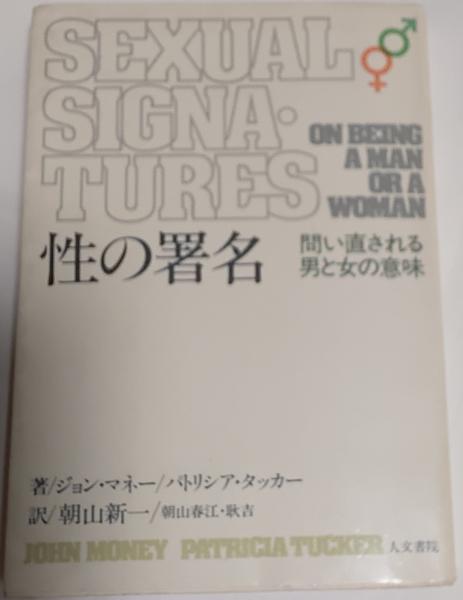 SEXUAL
SIGNA·
TURES
ON BEING
A MAN
OR A
WOMAN
性の署名
問い直される
男と女の意味
著/ジョン・マネー/パトリシア・タッカー
訳/朝山新一/朝山春江・耿吉
JOHN MONEY PATRICIA TUCKER 人文書院